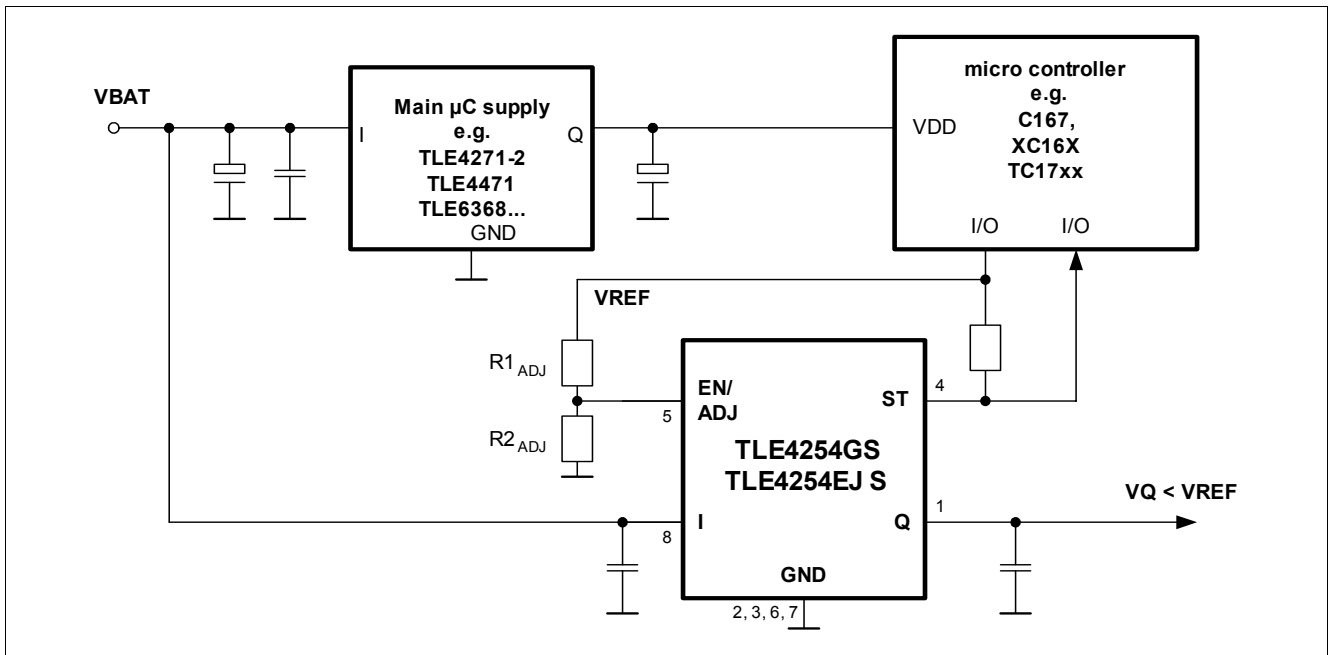 VBAT
I
Main µC supply
e.g.
TLE4271-2
TLE4471
TLE6368...
GND
Q
micro controller
e.g.
C167,
XC16X
TC17xx
VDD
I/O
I/O
VREF
R1 ADJ
R2 ADJ
EN/
ADJ
5
ST
4
TLE4254GS
TLE4254EJ S
I
8
Q
1
VQ < VREF
GND
2, 3, 6, 7